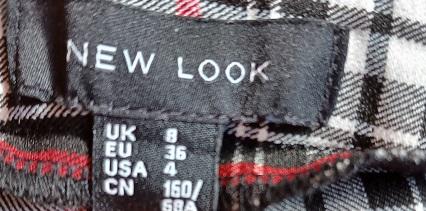 NEW LOOK
UK 8
EU 36
USA 4
CN 160/
68A